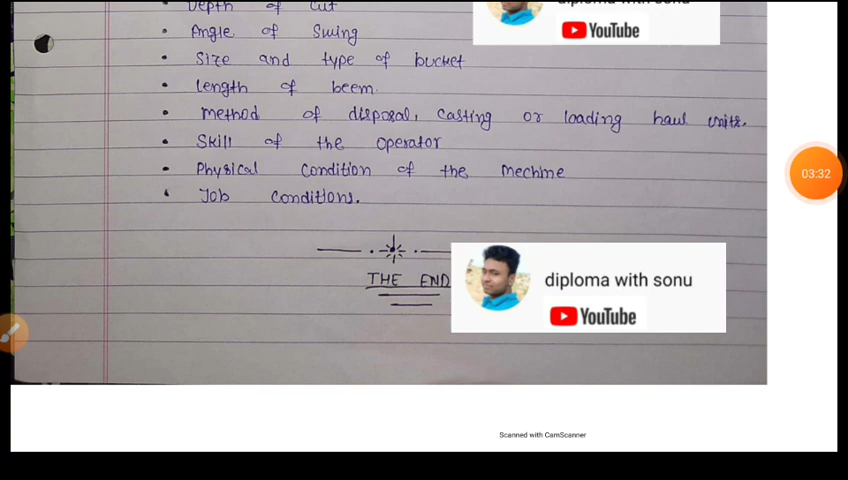 • Depth of Cut
diploma with sonu
YouTube
• Angle of Swing
• Size and type of bucket
• Length of beem.
• method of disposal, casting or loading haul units.
• Skill of the operator
• Physical Condition of the mechine
• Job Conditions.
03:32
THE END
diploma with sonu
YouTube
Scanned with CamScanner